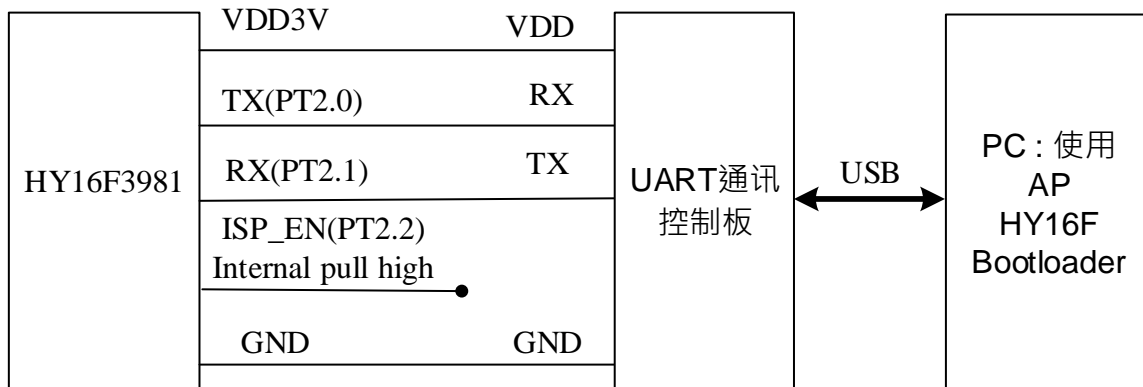 HY16F3981
VDD3V
VDD
TX(PT2.0)
RX
RX(PT2.1)
TX
ISP_EN(PT2.2)
Internal pull high
GND
GND
UART通讯
控制板
USB
PC : 使用
AP
HY16F
Bootloader